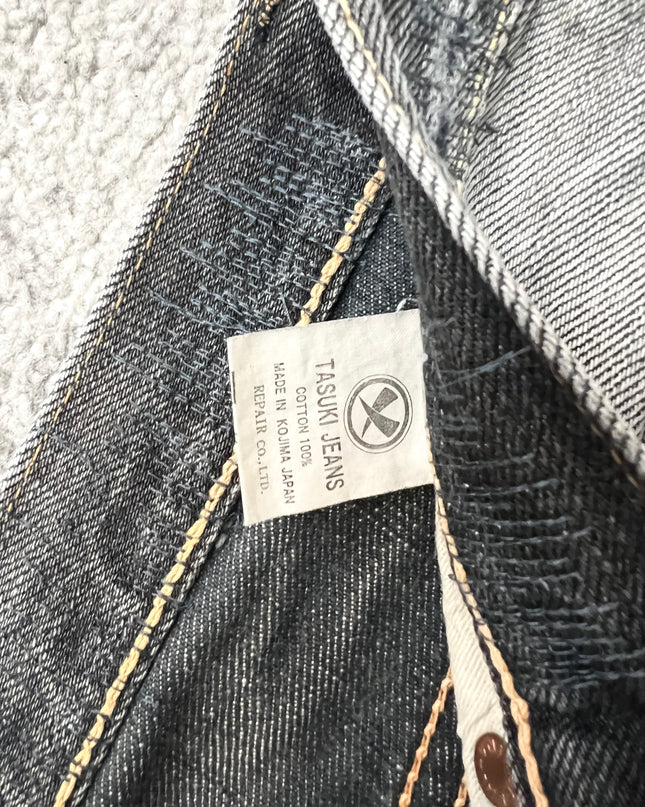 TASUKI JEANS
COTTON 100%
MADE IN KOJIMA JAPAN
REPAIR CO.,LTD.